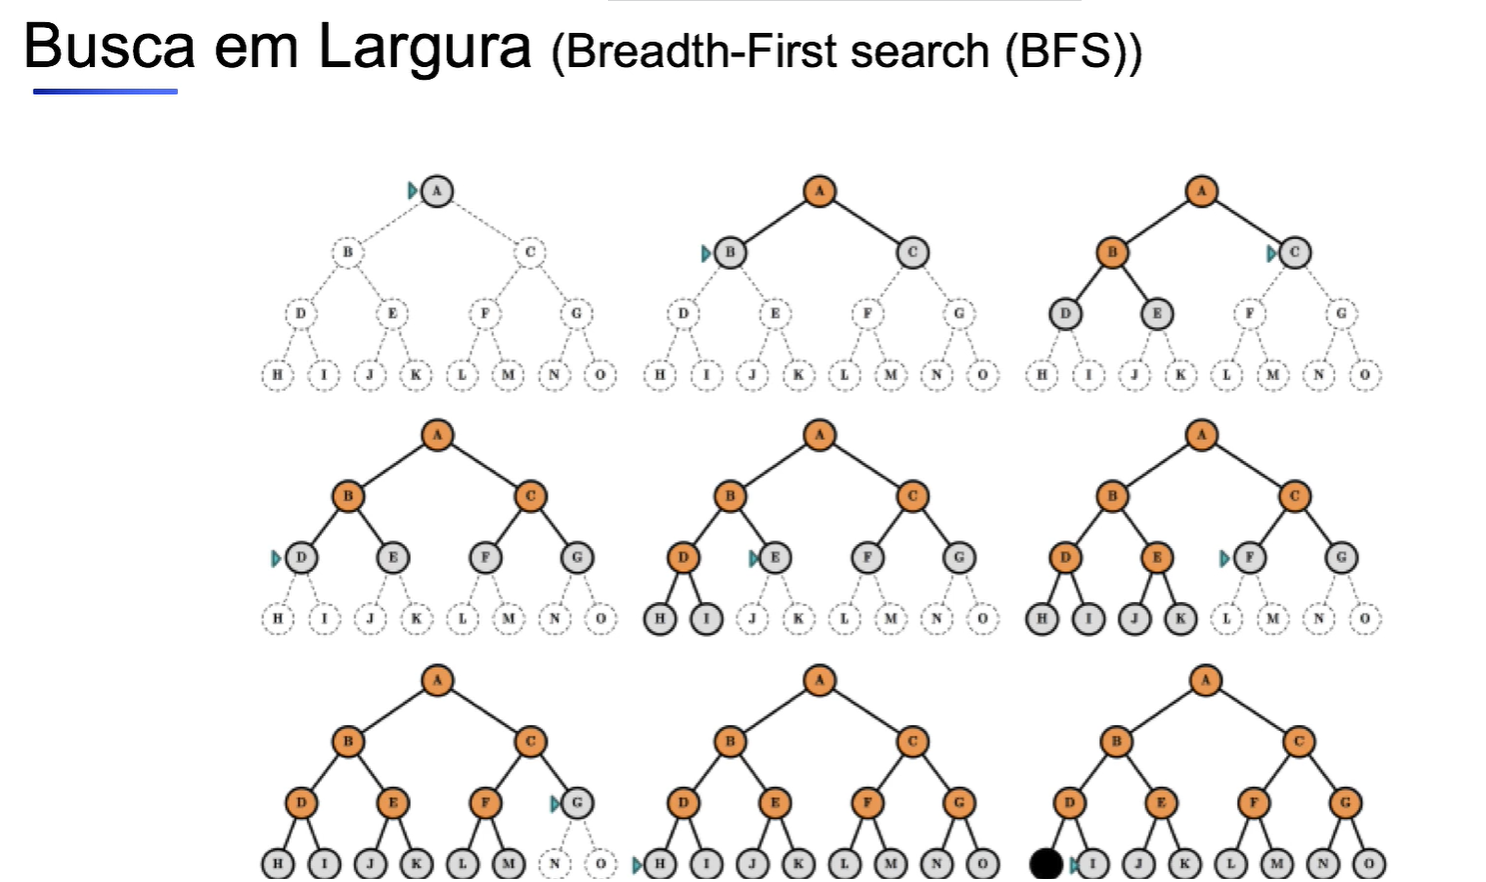 Busca em Largura (Breadth-First search (BFS))
A A A
B C B C B C
D E F G D E F G D E F G
H I J K L M N O H I J K L M N O H I J K L M N O
A A A
B C B C B C
D E F G D E F G D E F G
H I J K L M N O H I J K L M N O H I J K L M N O
A A A
B C B C B C
D E F G D E F G D E F G
H I J K L M N O H I J K L M N O I J K L M N O